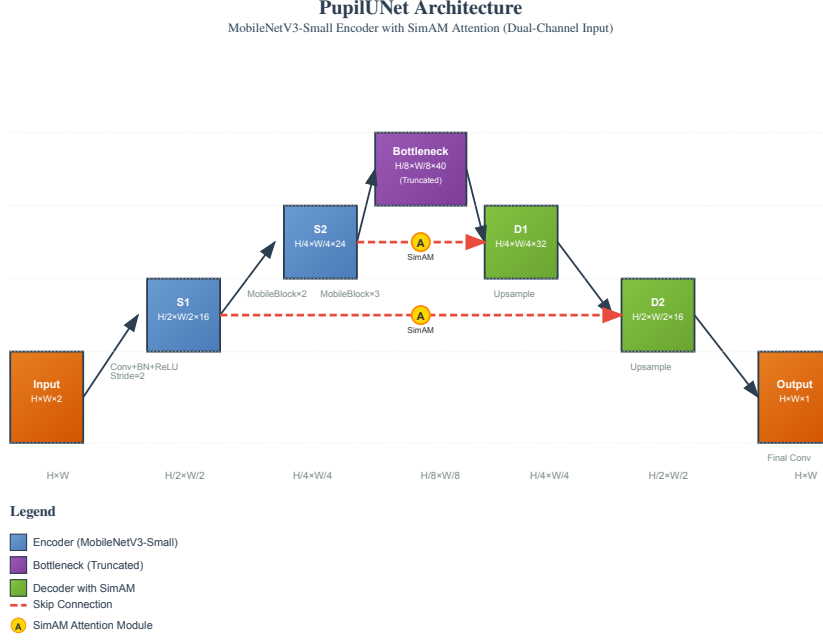 PupilUNet Architecture
MobileNetV3-Small Encoder with SimAM Attention (Dual-Channel Input)
Bottleneck
H/8×W/8×40
(Truncated)
S2
H/4×W/4×24
A
SimAM
D1
H/4×W/4×32
MobileBlock×2
MobileBlock×3
Upsample
S1
H/2×W/2×16
A
SimAM
D2
H/2×W/2×16
Conv+BN+ReLU
Stride=2
Upsample
Input
H×W×2
Output
H×W×1
Final Conv
H×W
H/2×W/2
H/4×W/4
H/8×W/8
H/4×W/4
H/2×W/2
H×W
Legend
Encoder (MobileNetV3-Small)
Bottleneck (Truncated)
Decoder with SimAM
Skip Connection
A SimAM Attention Module